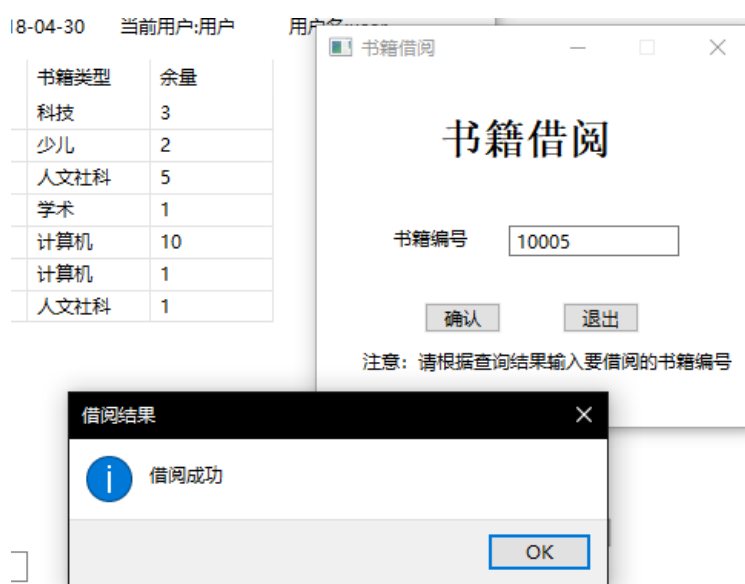 8-04-30 当前用户:用户
书籍类型 余量
科技 3
少儿 2
人文社科 5
学术 1
计算机 10
计算机 1
人文社科 1
书籍借阅
书籍借阅
书籍编号 10005
确认 退出
注意：请根据查询结果输入要借阅的书籍编号
借阅结果
借阅成功
OK